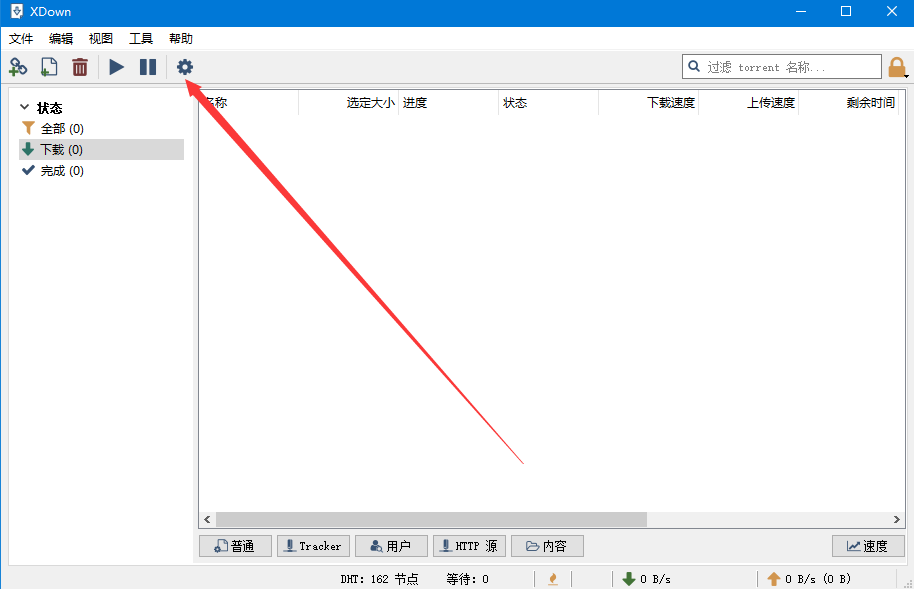 XDown
文件 编辑 视图 工具 帮助
过滤 torrent 名称...
状态
全部 (0)
下载 (0)
完成 (0)
名称 选定大小 进度 状态 下载速度 上传速度 剩余时间
普通 Tracker 用户 HTTP 源 内容 速度
DHT: 162 节点 等待: 0 0 B/s 0 B/s (0 B)